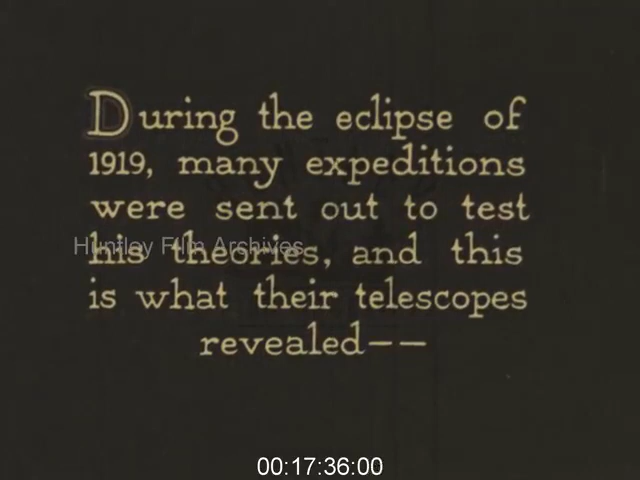 During the eclipse of
1919, many expeditions
were sent out to test
his theories, and this
Huntley Film Archives
is what their telescopes
revealed——
00:17:36:00